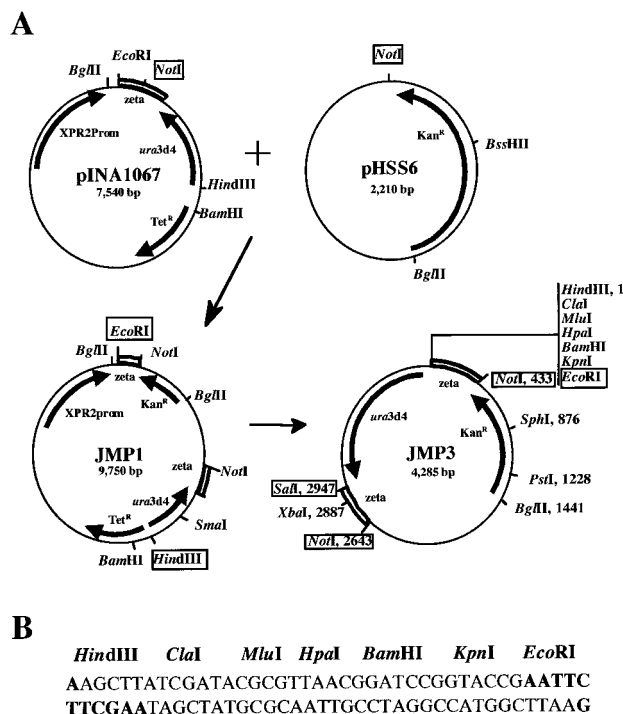 A
EcoRI
BglII
NotI
zeta
XPR2Prom
ura3d4
pINA1067
7,540 bp
HindIII
BamHI
Tet^R
+
NotI
Kan^R
BssHII
pHSS6
2,210 bp
BglII
EcoRI
BglII
NotI
zeta
Kan^R
BglII
XPR2prom
JMP1
9,750 bp
zeta
NotI
ura3d4
Tet^R
SmaI
BamHI
HindIII
HindIII, 1
ClaI
MluI
HpaI
BamHI
KpnI
EcoRI
zeta
NotI, 433
ura3d4
Kan^R
SphI, 876
JMP3
4,285 bp
PstI, 1228
BglII, 1441
SalI, 2947
XbaI, 2887
zeta
NotI, 2643
B
HindIII ClaI MluI HpaI BamHI KpnI EcoRI
AAGCTTATCGATACGCGTTAACGGATCCGGTACCGAATTC
TTCGAATAGCTATGCGCAATTGCCTAGGCCATGGCTTAAG